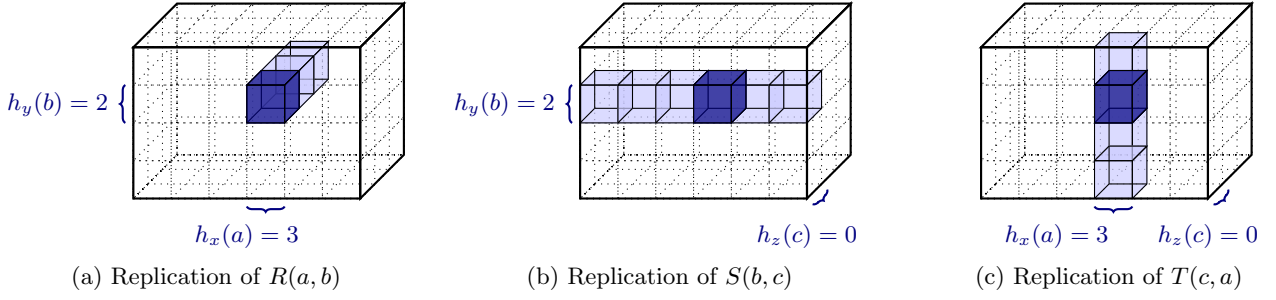 h_y(b) = 2
h_x(a) = 3
(a) Replication of R(a, b)
h_y(b) = 2
h_z(c) = 0
(b) Replication of S(b, c)
h_x(a) = 3
h_z(c) = 0
(c) Replication of T(c, a)